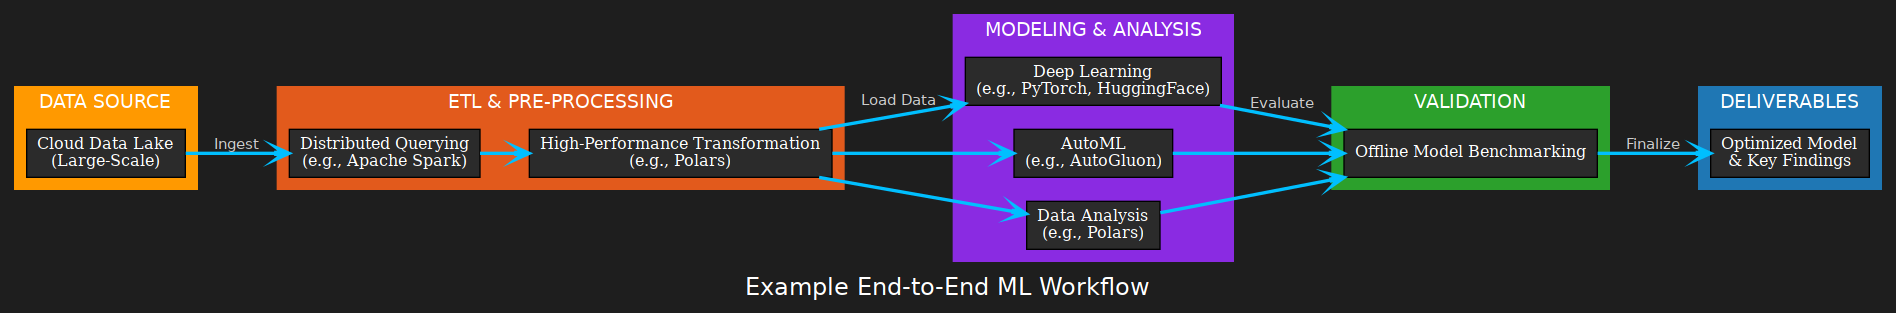 DATA SOURCE
Cloud Data Lake
(Large-Scale)
Ingest
ETL & PRE-PROCESSING
Distributed Querying
(e.g., Apache Spark)
High-Performance Transformation
(e.g., Polars)
Load Data
MODELING & ANALYSIS
Deep Learning
(e.g., PyTorch, HuggingFace)
AutoML
(e.g., AutoGluon)
Data Analysis
(e.g., Polars)
Evaluate
VALIDATION
Offline Model Benchmarking
Finalize
DELIVERABLES
Optimized Model
& Key Findings
Example End-to-End ML Workflow